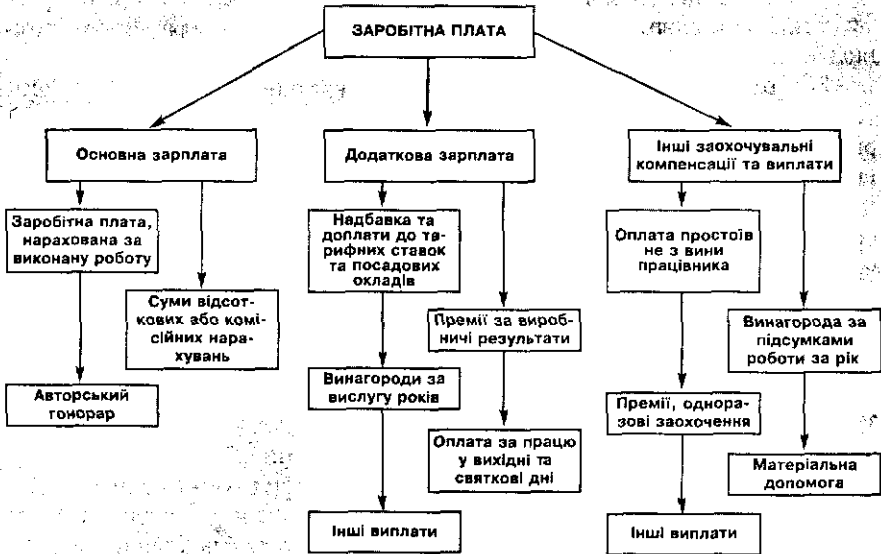 ЗАРОБІТНА ПЛАТА
Основна зарплата
Додаткова зарплата
Інші заохочувальні
компенсації та виплати
Заробітна плата,
нарахована за
виконану роботу
Суми відсот-
кових або комі-
сійних нара-
хувань
Авторський
гонорар
Надбавка та
доплати до та-
рифних ставок
та посадових
окладів
Премії за вироб-
ничі результати
Винагороди за
вислугу років
Оплата за працю
у вихідні та
святкові дні
Інші виплати
Оплата простоїв
не з вини
працівника
Винагорода за
підсумками
роботи за рік
Премії, однора-
зові заохочення
Матеріальна
допомога
Інші виплати